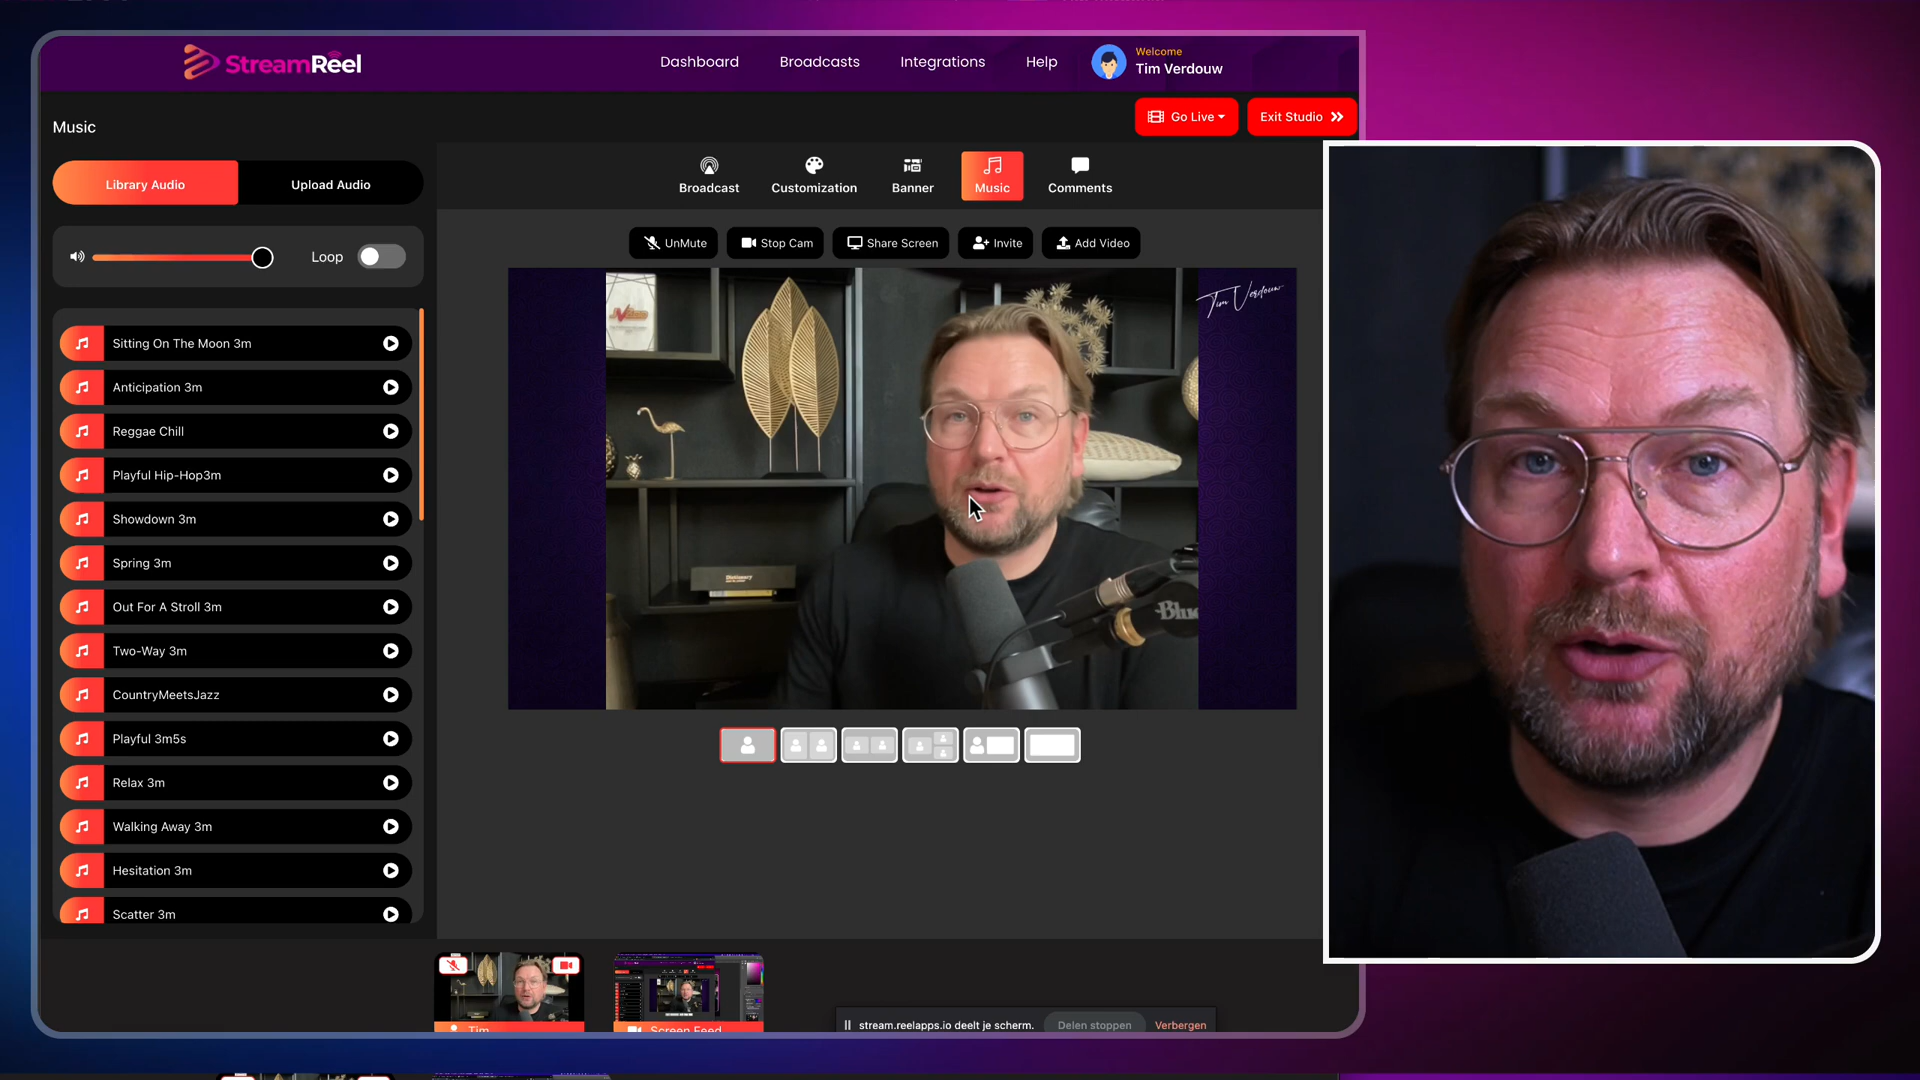 StreamReel
Dashboard
Broadcasts
Integrations
Help
Welcome
Tim Verdouw
Music
Go Live
Exit Studio
Library Audio
Upload Audio
Broadcast
Customization
Banner
Music
Comments
Loop
UnMute
Stop Cam
Share Screen
Invite
Add Video
Tim Verdouw
Sitting On The Moon 3m
Anticipation 3m
Reggae Chill
Playful Hip-Hop3m
Showdown 3m
Spring 3m
Out For A Stroll 3m
Two-Way 3m
CountryMeetsJazz
Playful 3m5s
Relax 3m
Walking Away 3m
Hesitation 3m
Scatter 3m
Dictionary
Blue
Tim
Screen Feed
stream.reelapps.io deelt je scherm.
Delen stoppen
Verbergen